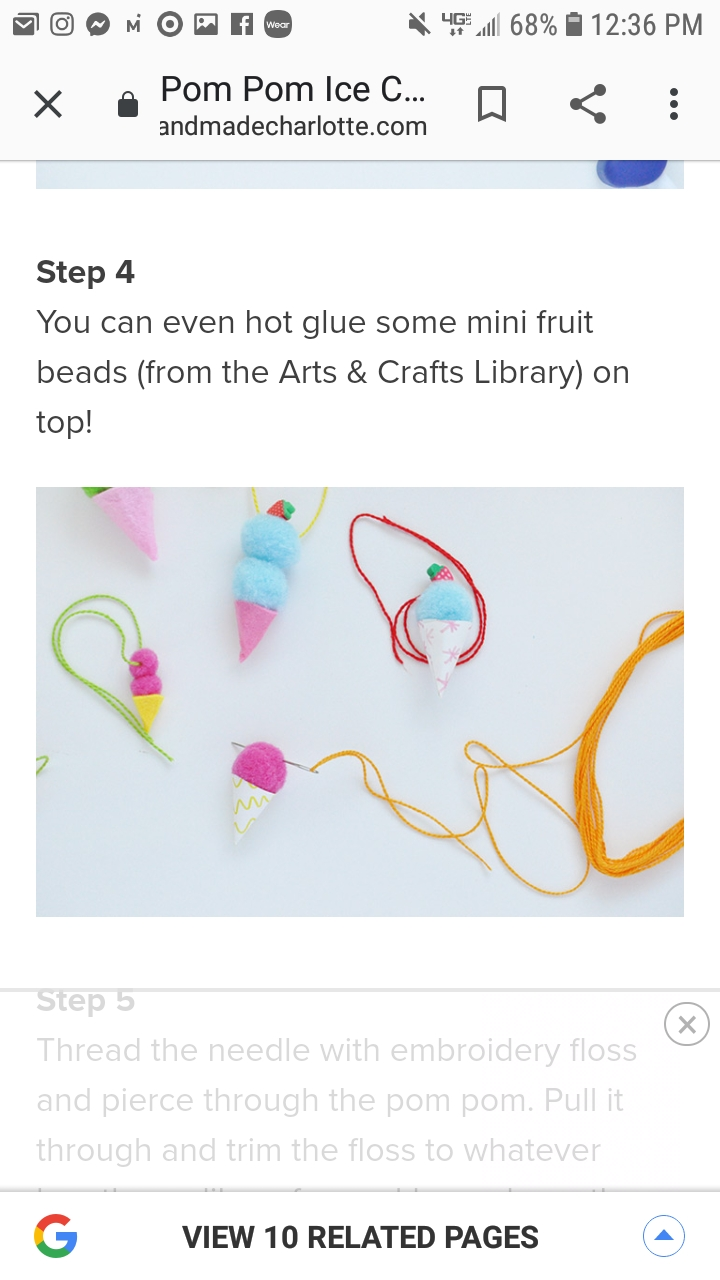 Wear
4G LTE
68%
12:36 PM
Pom Pom Ice C...
andmadecharlotte.com
Step 4
You can even hot glue some mini fruit
beads (from the Arts & Crafts Library) on
top!
Step 5
Thread the needle with embroidery floss
and pierce through the pom pom. Pull it
through and trim the floss to whatever
VIEW 10 RELATED PAGES